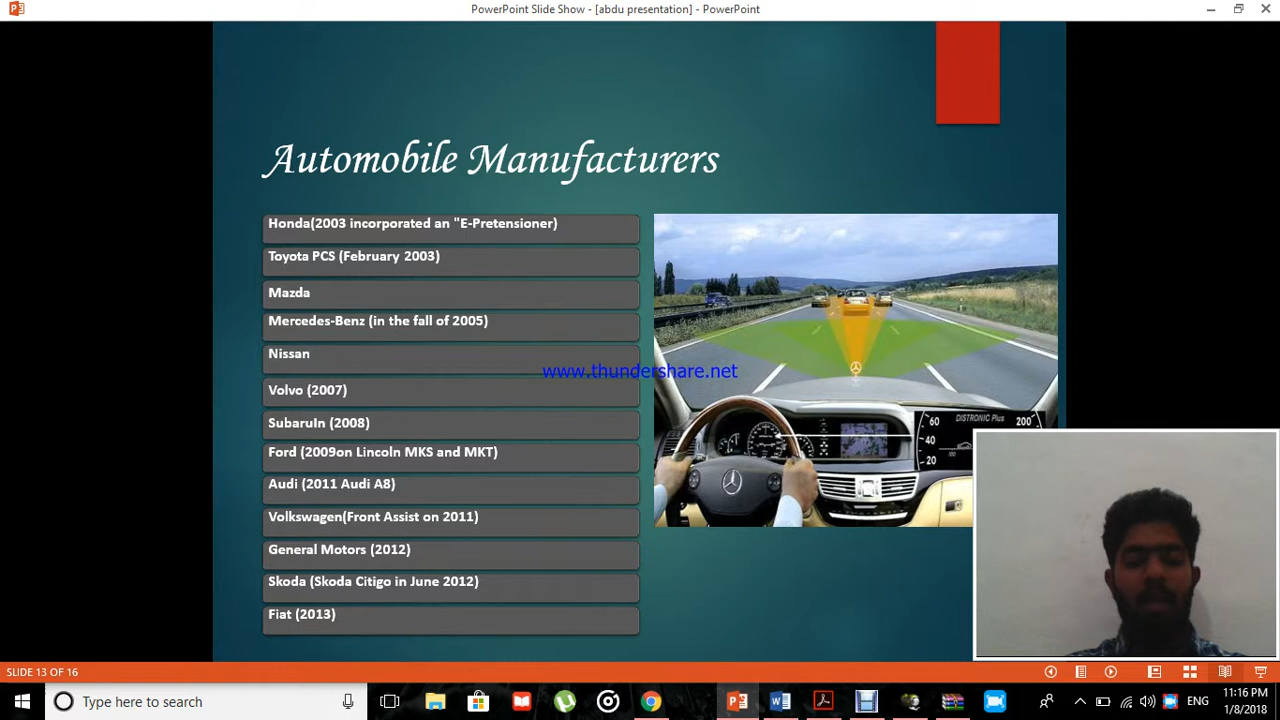 PowerPoint Slide Show - [abdu presentation] - PowerPoint
Automobile Manufacturers
Honda(2003 incorporated an "E-Pretensioner)
Toyota PCS (February 2003)
Mazda
Mercedes-Benz (in the fall of 2005)
Nissan
Volvo (2007)
SubaruIn (2008)
Ford (2009on Lincoln MKS and MKT)
Audi (2011 Audi A8)
Volkswagen(Front Assist on 2011)
General Motors (2012)
Skoda (Skoda Citigo in June 2012)
Fiat (2013)
www.thundershare.net
DISTRONIC Plus
60
200
40
100
20
SLIDE 13 OF 16
Type here to search
ENG
11:16 PM
1/8/2018